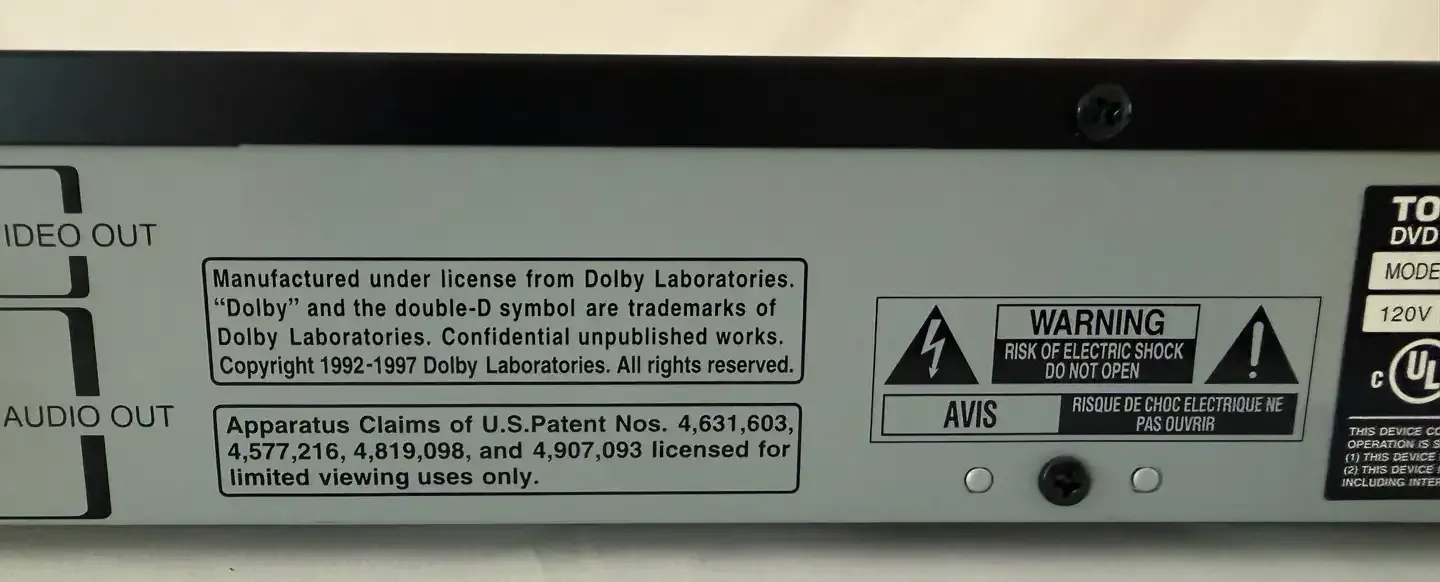 IDEO OUT
AUDIO OUT
Manufactured under license from Dolby Laboratories.
“Dolby” and the double-D symbol are trademarks of
Dolby Laboratories. Confidential unpublished works.
Copyright 1992-1997 Dolby Laboratories. All rights reserved.
Apparatus Claims of U.S.Patent Nos. 4,631,603,
4,577,216, 4,819,098, and 4,907,093 licensed for
limited viewing uses only.
WARNING
RISK OF ELECTRIC SHOCK
DO NOT OPEN
AVIS
RISQUE DE CHOC ELECTRIQUE NE
PAS OUVRIR
TO
DVD
MODE
120V
C UL
THIS DEVICE CO
OPERATION IS S
(1) THIS DEVICE
(2) THIS DEVICE
INCLUDING INTER